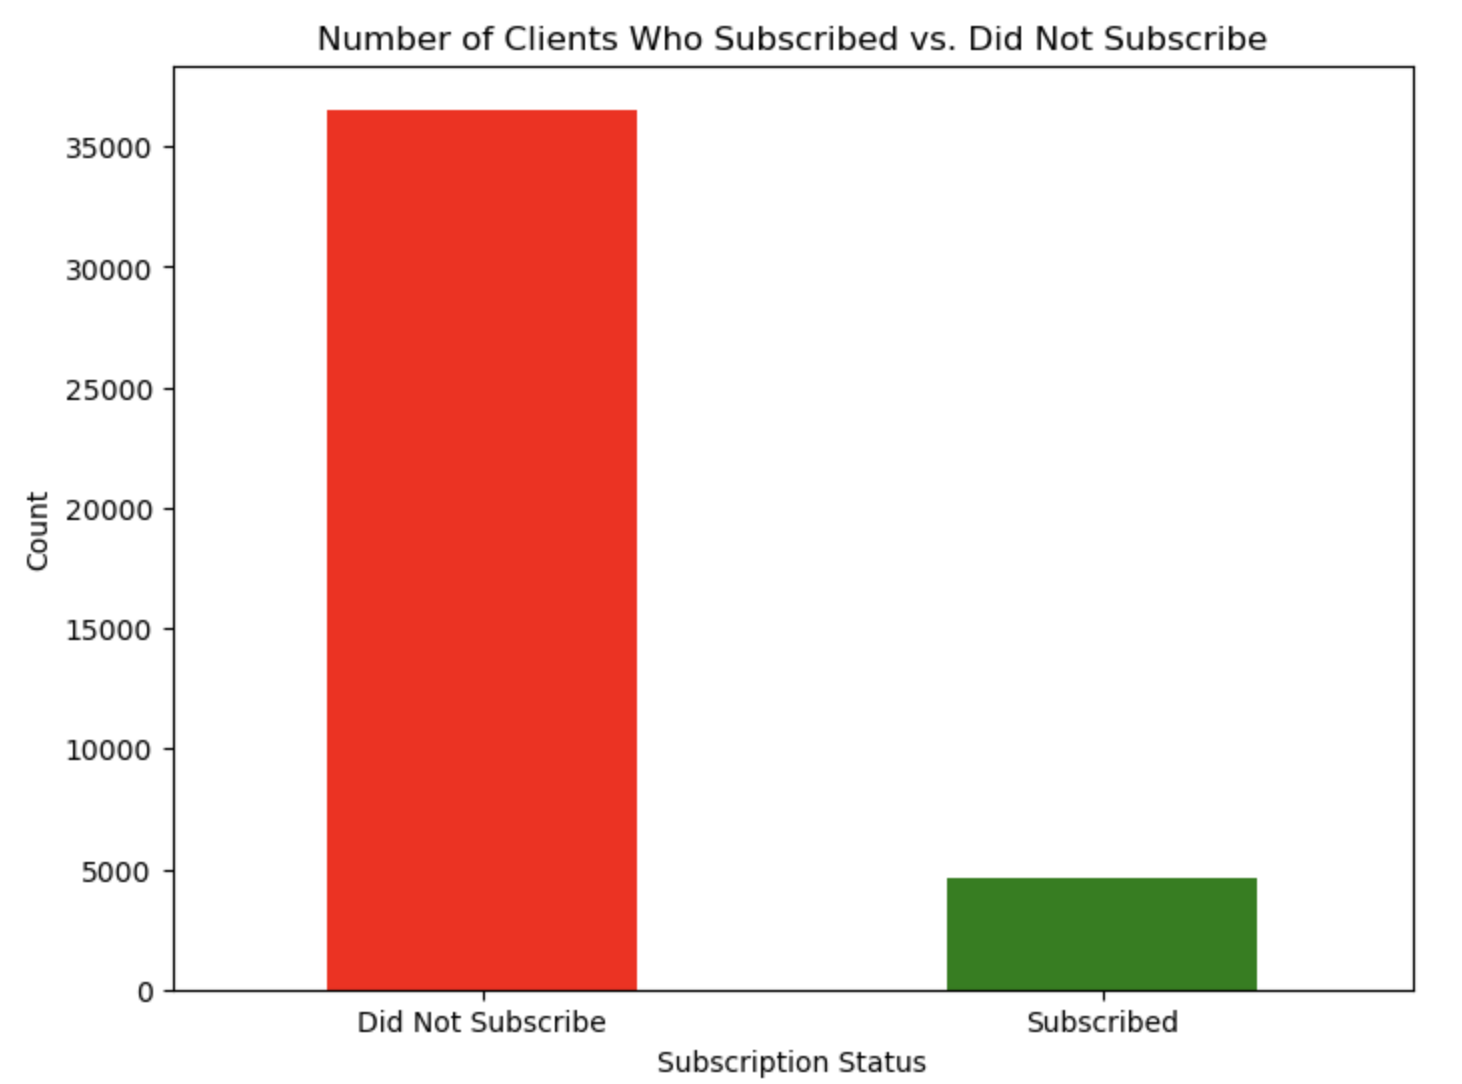 Number of Clients Who Subscribed vs. Did Not Subscribe
35000
30000
25000
20000
15000
10000
5000
0
Count
Did Not Subscribe
Subscribed
Subscription Status